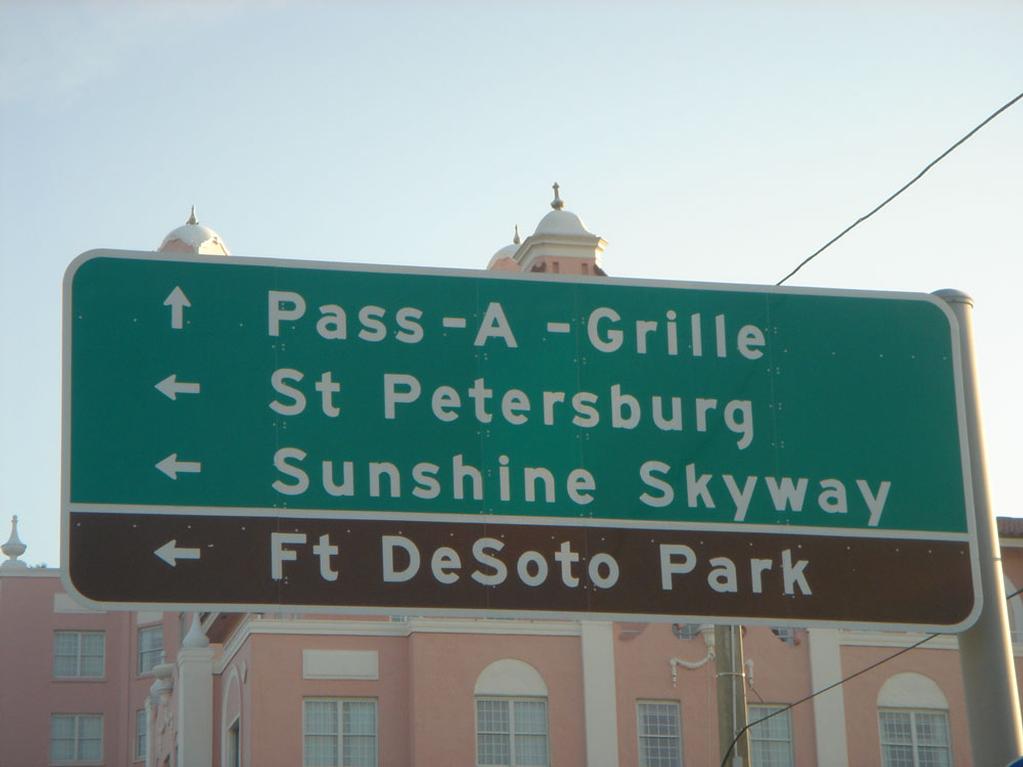 Pass-A-Grille
St Petersburg
Sunshine Skyway
Ft DeSoto Park